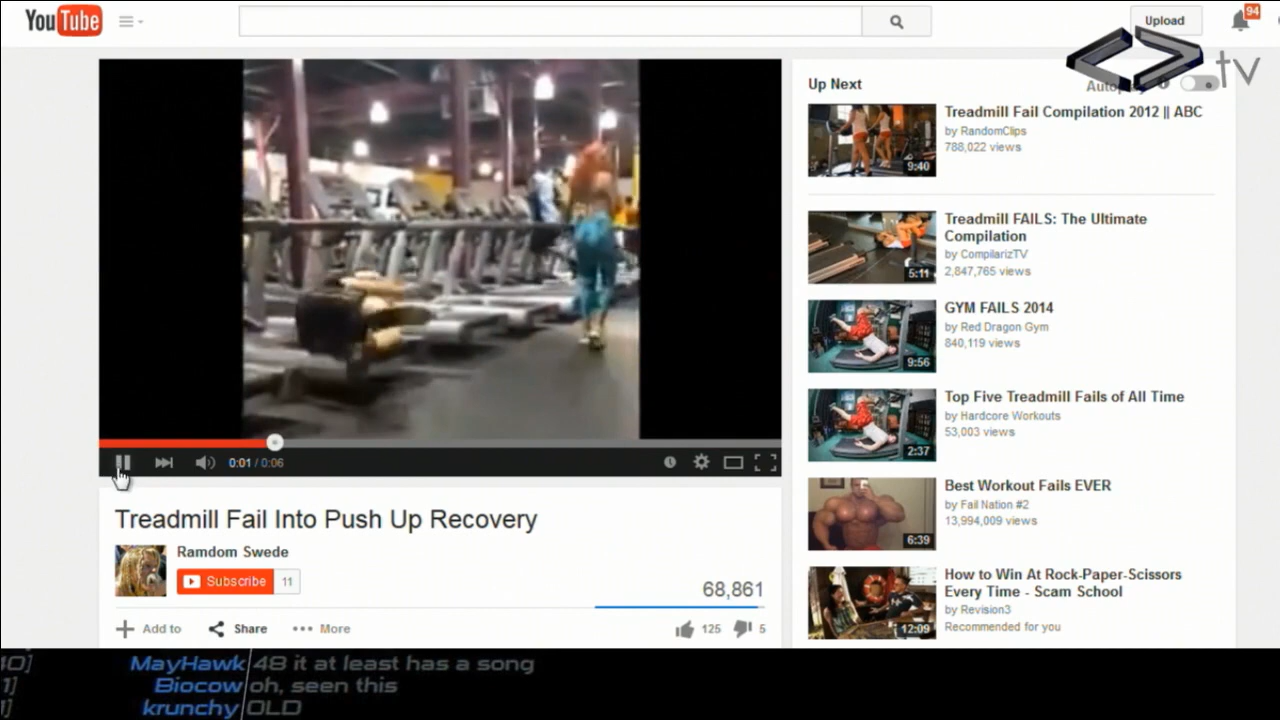 YouTube
Upload
94
tv
Up Next
Treadmill Fail Compilation 2012 || ABC
by RandomClips
788,022 views
9:40
Treadmill FAILS: The Ultimate
Compilation
by CompilarizTV
2,847,765 views
5:11
GYM FAILS 2014
by Red Dragon Gym
840,119 views
9:56
Top Five Treadmill Fails of All Time
by Hardcore Workouts
53,003 views
2:37
Best Workout Fails EVER
by Fail Nation #2
13,994,009 views
6:39
How to Win At Rock-Paper-Scissors
Every Time - Scam School
by Revision3
Recommended for you
12:09
0:01 / 0:06
Treadmill Fail Into Push Up Recovery
Ramdom Swede
Subscribe 11
68,861
Add to Share More 125 5
MayHawk 48 it at least has a song
Biocow oh, seen this
krunchy OLD